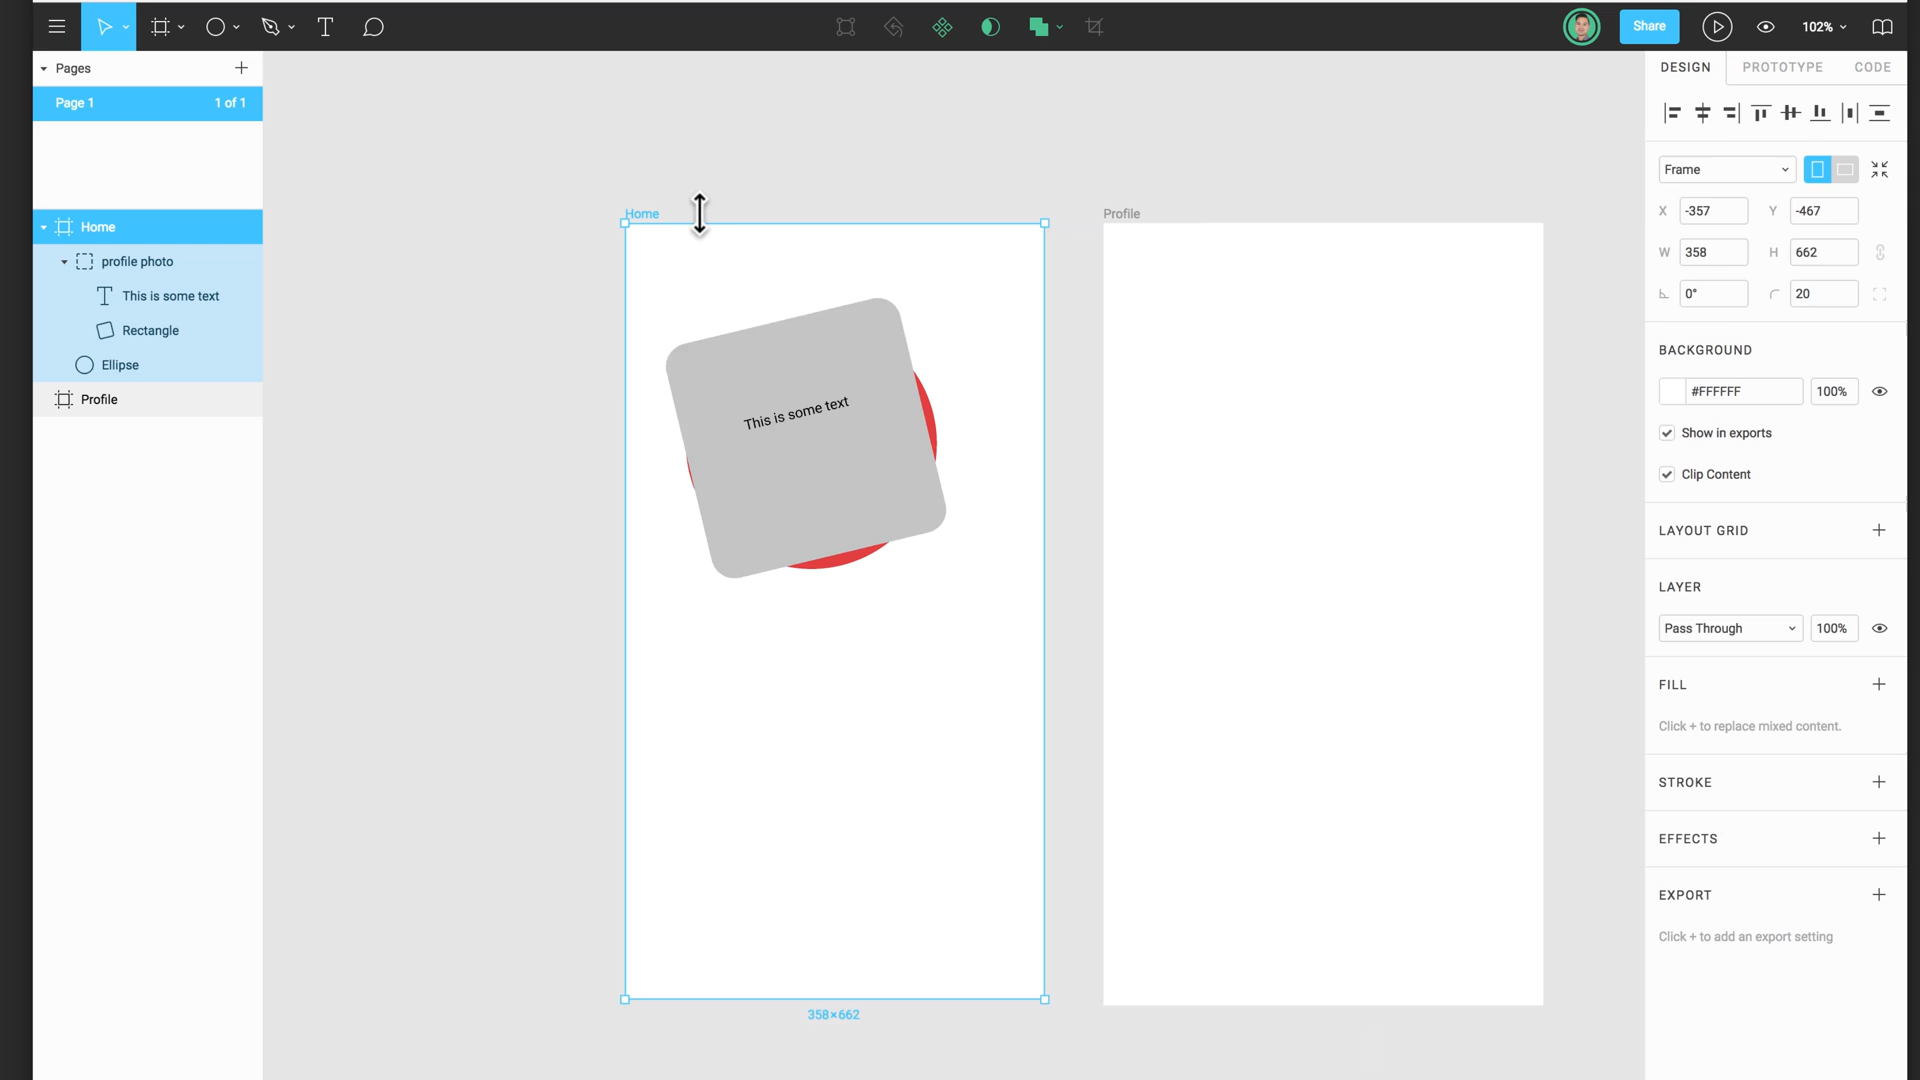 Share
102%
Pages
Page 1 1 of 1
Home
profile photo
This is some text
Rectangle
Ellipse
Profile
Home
Profile
This is some text
358×662
DESIGN PROTOTYPE CODE
Frame
X -357 Y -467
W 358 H 662
0° 20
BACKGROUND
#FFFFFF 100%
Show in exports
Clip Content
LAYOUT GRID
LAYER
Pass Through 100%
FILL
Click + to replace mixed content.
STROKE
EFFECTS
EXPORT
Click + to add an export setting